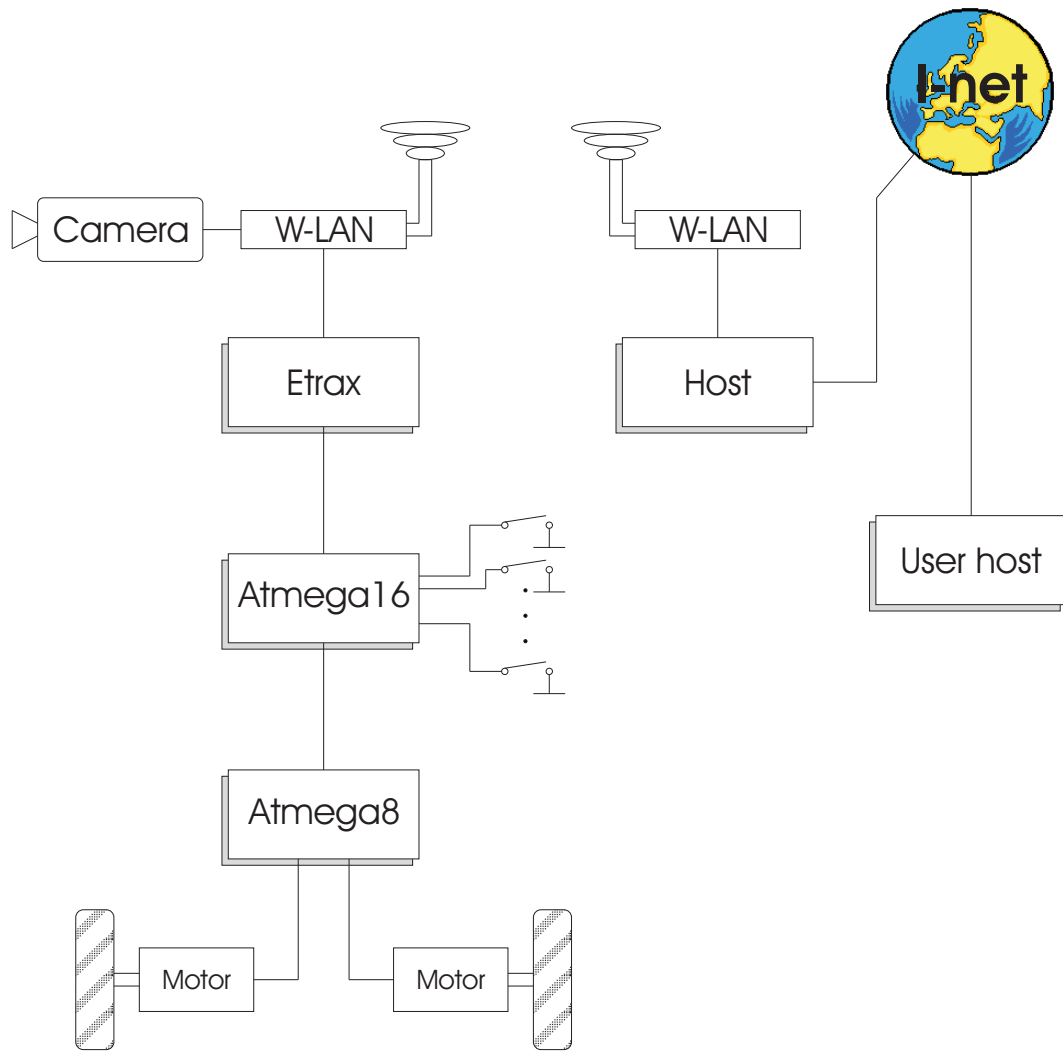 I-net
Camera
W-LAN
W-LAN
Etrax
Host
Atmega16
User host
Atmega8
Motor
Motor